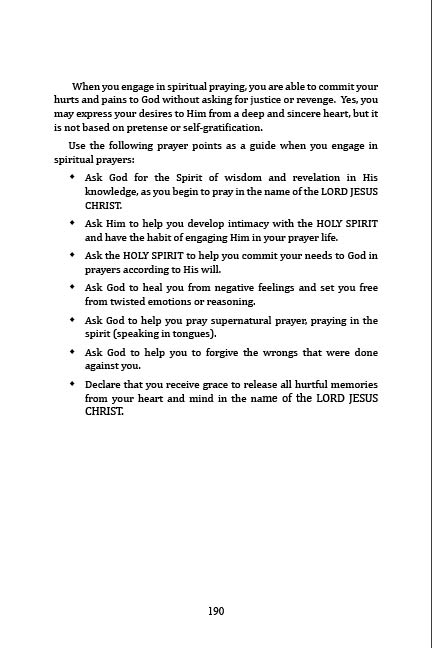 When you engage in spiritual praying, you are able to commit your
hurts and pains to God without asking for justice or revenge. Yes, you
may express your desires to Him from a deep and sincere heart, but it
is not based on pretense or self-gratification.
Use the following prayer points as a guide when you engage in
spiritual prayers:
◆ Ask God for the Spirit of wisdom and revelation in His
knowledge, as you begin to pray in the name of the LORD JESUS
CHRIST.
◆ Ask Him to help you develop intimacy with the HOLY SPIRIT
and have the habit of engaging Him in your prayer life.
◆ Ask the HOLY SPIRIT to help you commit your needs to God in
prayers according to His will.
◆ Ask God to heal you from negative feelings and set you free
from twisted emotions or reasoning.
◆ Ask God to help you pray supernatural prayer, praying in the
spirit (speaking in tongues).
◆ Ask God to help you to forgive the wrongs that were done
against you.
◆ Declare that you receive grace to release all hurtful memories
from your heart and mind in the name of the LORD JESUS
CHRIST.
190